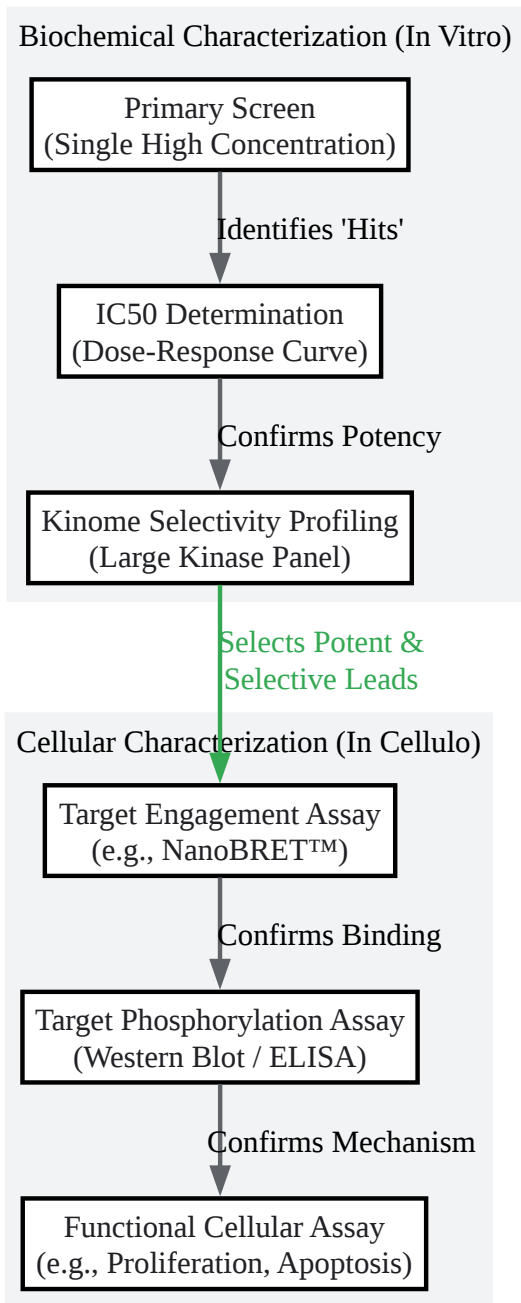 Biochemical Characterization (In Vitro)
Primary Screen
(Single High Concentration)
Identifies 'Hits'
IC50 Determination
(Dose-Response Curve)
Confirms Potency
Kinome Selectivity Profiling
(Large Kinase Panel)
Selects Potent &
Selective Leads
Cellular Characterization (In Cellulo)
Target Engagement Assay
(e.g., NanoBRET™)
Confirms Binding
Target Phosphorylation Assay
(Western Blot / ELISA)
Confirms Mechanism
Functional Cellular Assay
(e.g., Proliferation, Apoptosis)